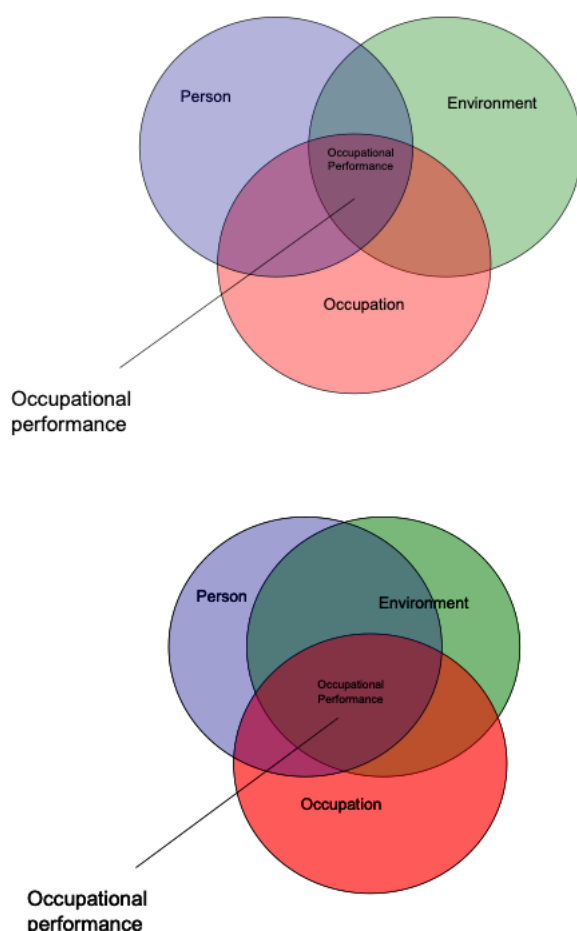 Person
Environment
Occupational
Performance
Occupation
Occupational
performance
Person
Environment
Occupational
Performance
Occupation
Occupational
performance